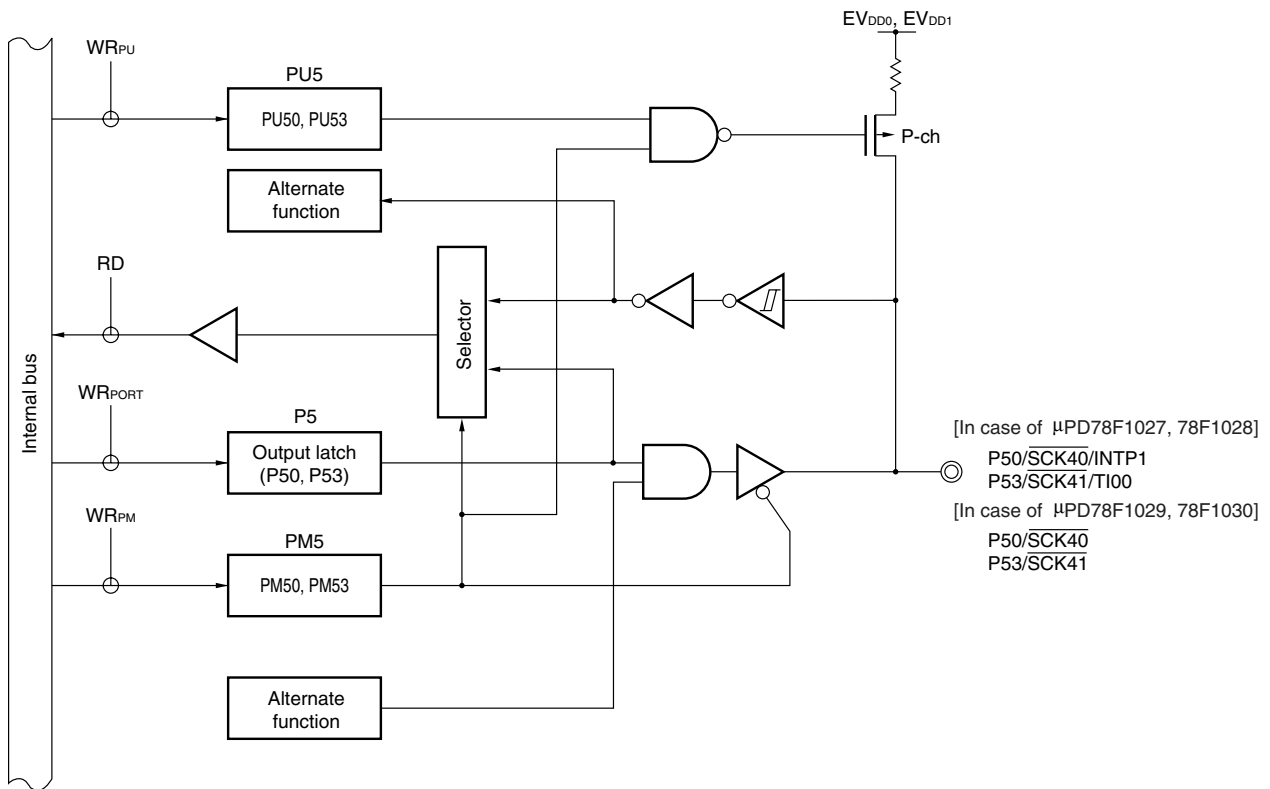 EVDD0, EVDD1
WRPU
PU5
PU50, PU53
P-ch
Alternate
function
RD
Selector
Internal bus
WRPORT
P5
Output latch
(P50, P53)
[In case of μPD78F1027, 78F1028]
P50/SCK40/INTP1
P53/SCK41/TI00
[In case of μPD78F1029, 78F1030]
P50/SCK40
P53/SCK41
WRPM
PM5
PM50, PM53
Alternate
function